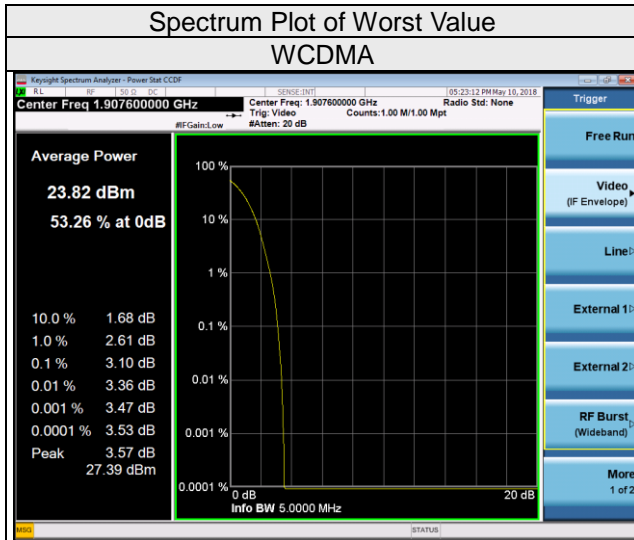 Spectrum Plot of Worst Value
WCDMA
Keysight Spectrum Analyzer - Power Stat CCDF
RL RF 50 Ω DC SENSE:INT 05:23:12 PM May 10, 2018
Center Freq 1.907600000 GHz
Center Freq: 1.907600000 GHz Radio Std: None
Trig: Video Counts:1.00 M/1.00 Mpt
#IFGain:Low #Atten: 20 dB
Trigger
Free Run
Video
(IF Envelope)
Line
External 1
External 2
RF Burst
(Wideband)
More
1 of 2
Average Power
23.82 dBm
53.26 % at 0dB
10.0 % 1.68 dB
1.0 % 2.61 dB
0.1 % 3.10 dB
0.01 % 3.36 dB
0.001 % 3.47 dB
0.0001 % 3.53 dB
Peak 3.57 dB
27.39 dBm
100 %
10 %
1 %
0.1 %
0.01 %
0.001 %
0.0001 %
0 dB 20 dB
Info BW 5.0000 MHz
MSG STATUS